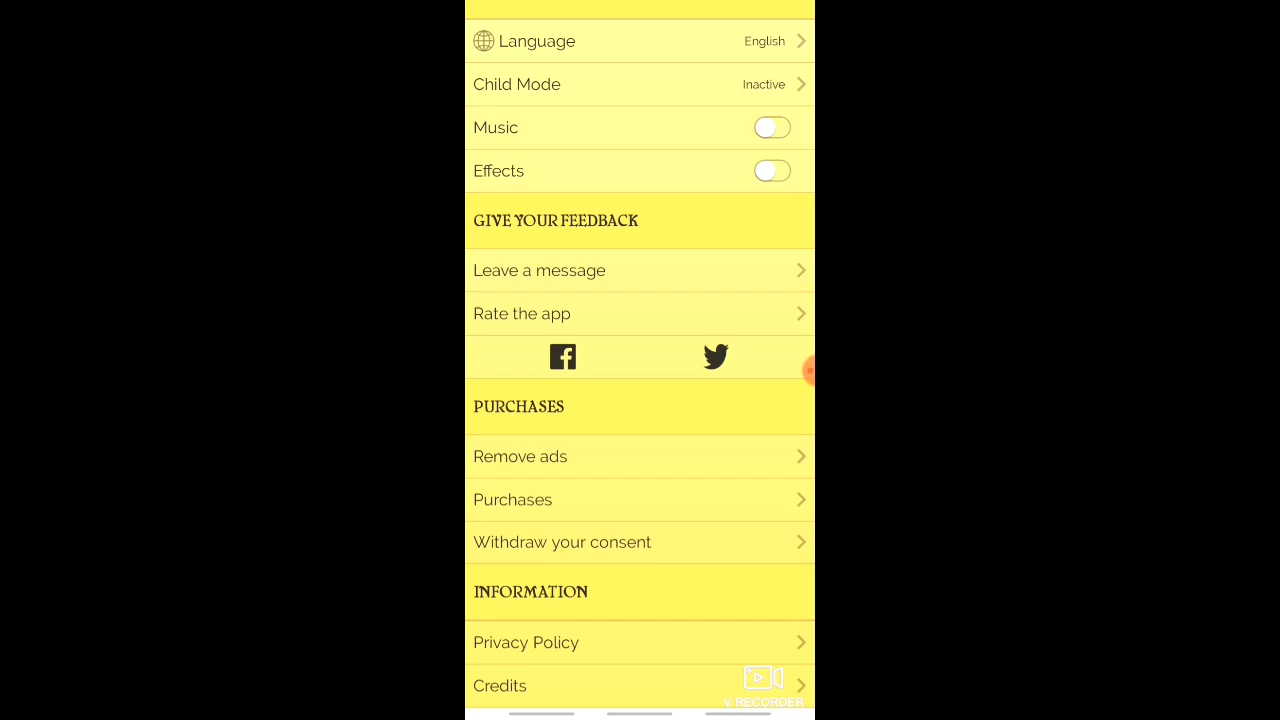 Language English
Child Mode Inactive
Music
Effects
GIVE YOUR FEEDBACK
Leave a message
Rate the app
PURCHASES
Remove ads
Purchases
Withdraw your consent
INFORMATION
Privacy Policy
Credits
V RECORDER